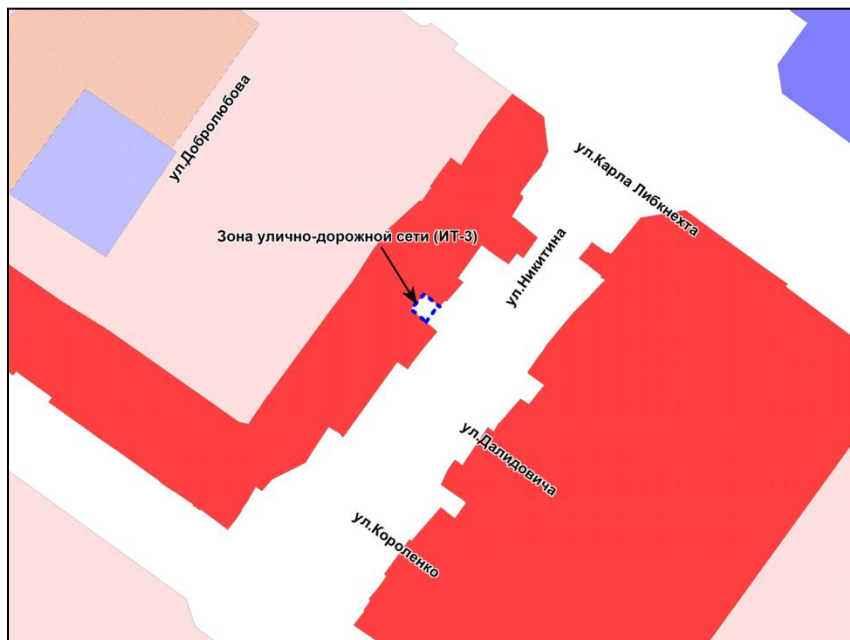 ул.Добролюбова
ул.Карла Либкнехта
Зона улично-дорожной сети (ИТ-3)
ул.Никитина
ул.Далидовича
ул.Короленко